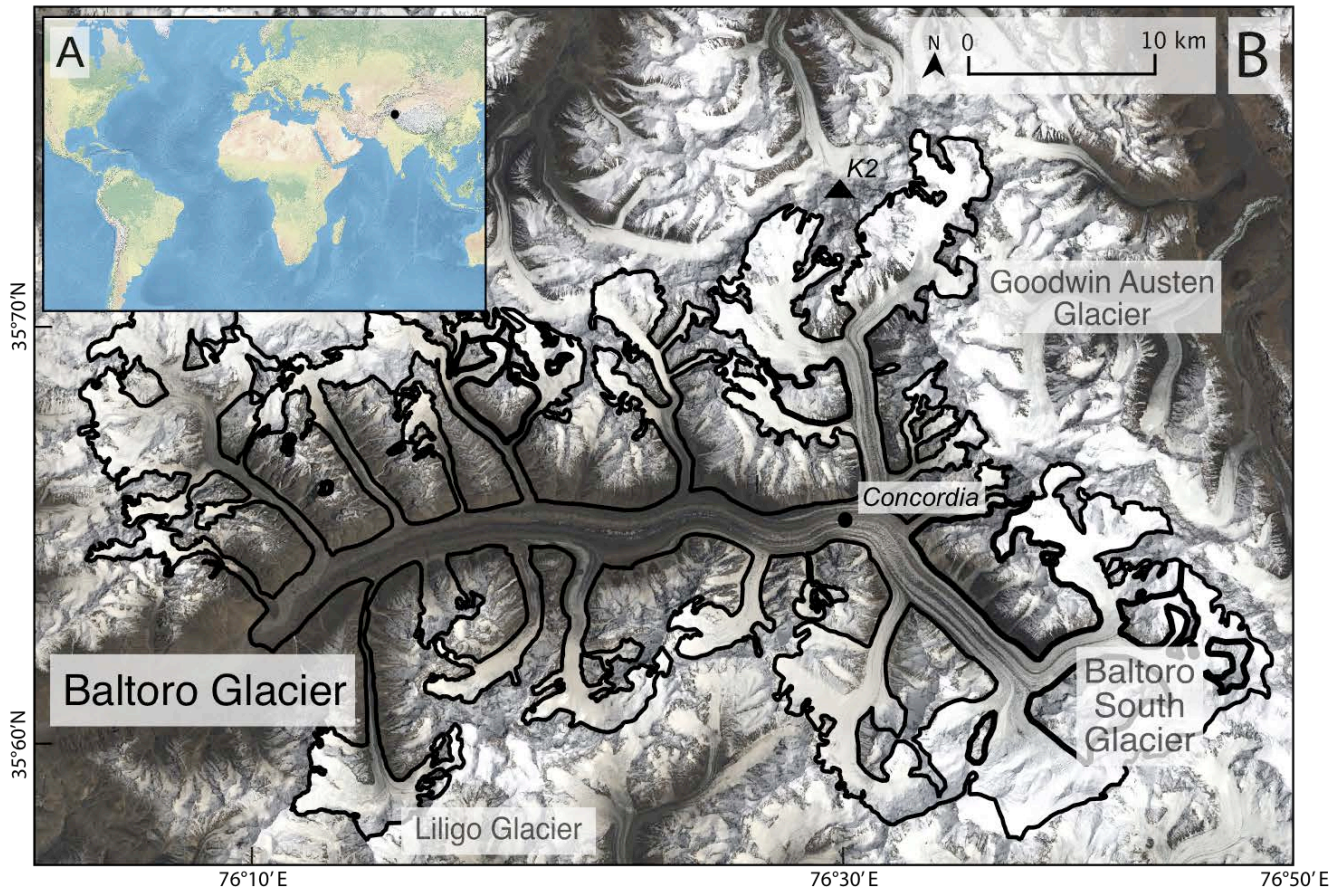 A
N 0 10 km
B
K2
Goodwin Austen
Glacier
35°70'N
Concordia
Baltoro Glacier
Baltoro
South
Glacier
35°60'N
Liligo Glacier
76°10'E
76°30'E
76°50'E